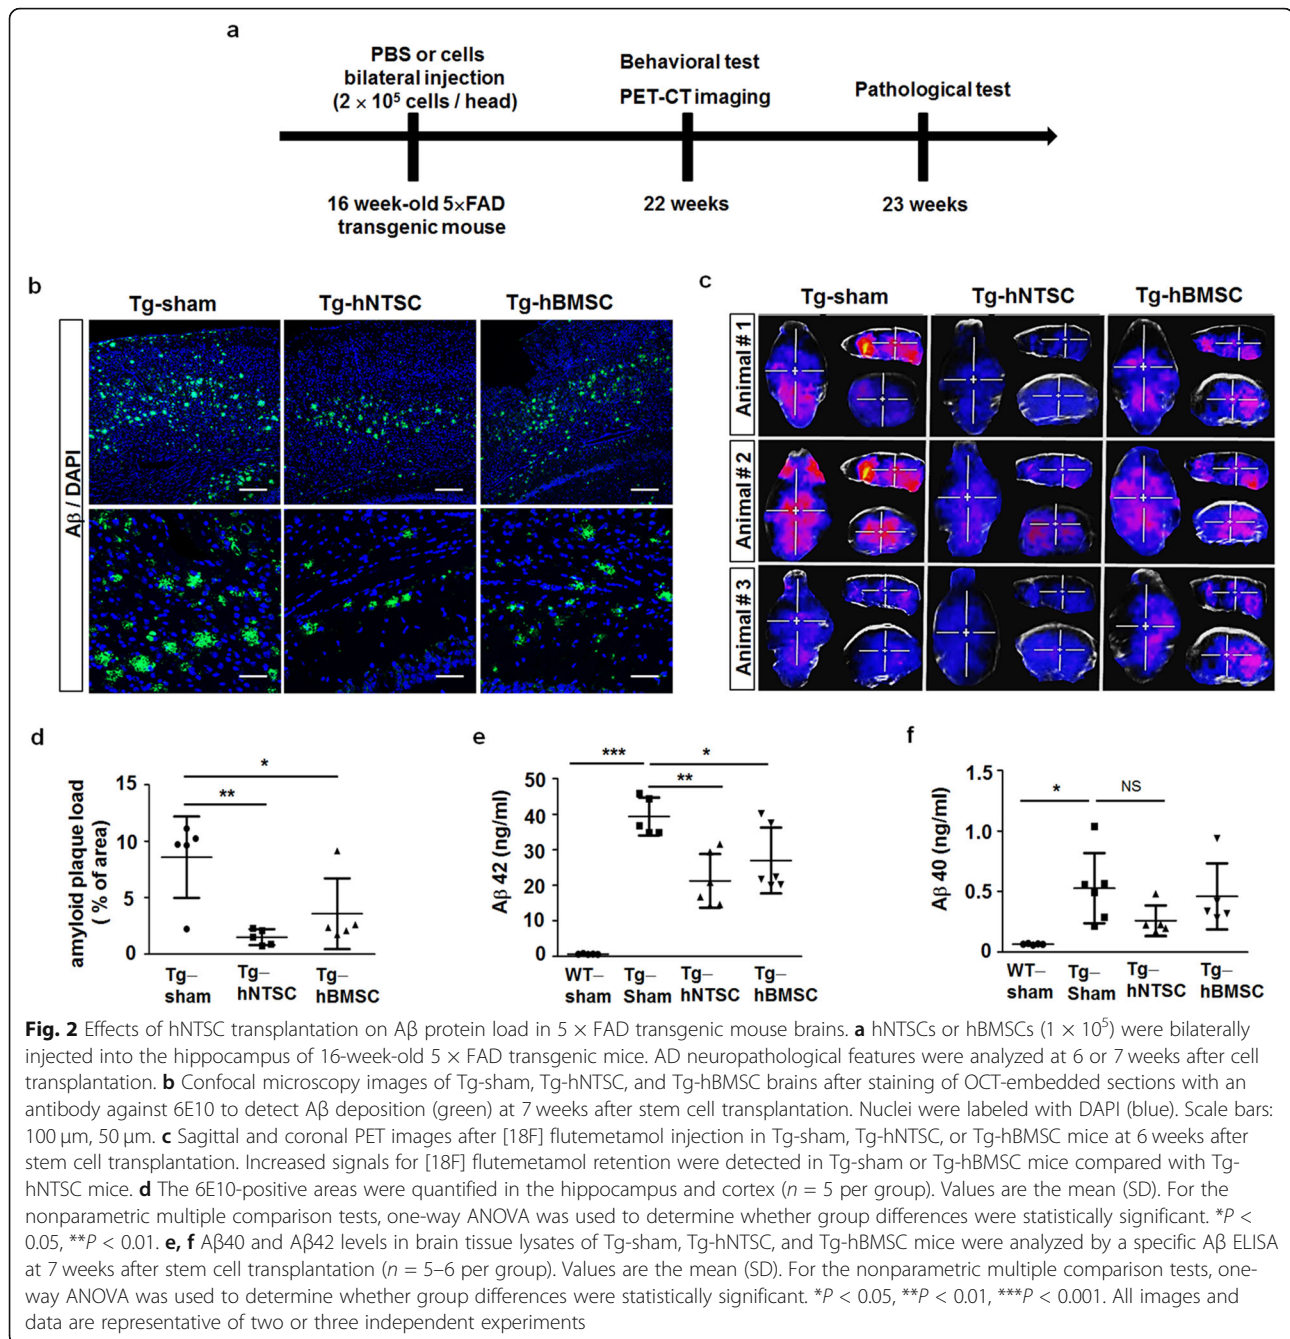 a
PBS or cells
bilateral injection
(2 × 10⁵ cells / head)
Behavioral test
PET-CT imaging
Pathological test
16 week-old 5×FAD
transgenic mouse
22 weeks
23 weeks
b
Tg-sham
Tg-hNTSC
Tg-hBMSC
Aβ / DAPI
c
Tg-sham
Tg-hNTSC
Tg-hBMSC
Animal # 1
Animal # 2
Animal # 3
d
amyloid plaque load
( % of area)
15
10
5
0
*
**
Tg–
sham
Tg–
hNTSC
Tg–
hBMSC
e
Aβ 42 (ng/ml)
50
40
30
20
10
0
***
*
**
WT–
sham
Tg–
Sham
Tg–
hNTSC
Tg–
hBMSC
f
Aβ 40 (ng/ml)
1.5
1.0
0.5
0
*
NS
WT–
sham
Tg–
Sham
Tg–
hNTSC
Tg–
hBMSC
Fig. 2 Effects of hNTSC transplantation on Aβ protein load in 5 × FAD transgenic mouse brains. a hNTSCs or hBMSCs (1 × 10⁵) were bilaterally
injected into the hippocampus of 16-week-old 5 × FAD transgenic mice. AD neuropathological features were analyzed at 6 or 7 weeks after cell
transplantation. b Confocal microscopy images of Tg-sham, Tg-hNTSC, and Tg-hBMSC brains after staining of OCT-embedded sections with an
antibody against 6E10 to detect Aβ deposition (green) at 7 weeks after stem cell transplantation. Nuclei were labeled with DAPI (blue). Scale bars:
100 μm, 50 μm. c Sagittal and coronal PET images after [18F] flutemetamol injection in Tg-sham, Tg-hNTSC, or Tg-hBMSC mice at 6 weeks after
stem cell transplantation. Increased signals for [18F] flutemetamol retention were detected in Tg-sham or Tg-hBMSC mice compared with Tg-
hNTSC mice. d The 6E10-positive areas were quantified in the hippocampus and cortex (n = 5 per group). Values are the mean (SD). For the
nonparametric multiple comparison tests, one-way ANOVA was used to determine whether group differences were statistically significant. *P <
0.05, **P < 0.01. e, f Aβ40 and Aβ42 levels in brain tissue lysates of Tg-sham, Tg-hNTSC, and Tg-hBMSC mice were analyzed by a specific Aβ ELISA
at 7 weeks after stem cell transplantation (n = 5–6 per group). Values are the mean (SD). For the nonparametric multiple comparison tests, one-
way ANOVA was used to determine whether group differences were statistically significant. *P < 0.05, **P < 0.01, ***P < 0.001. All images and
data are representative of two or three independent experiments